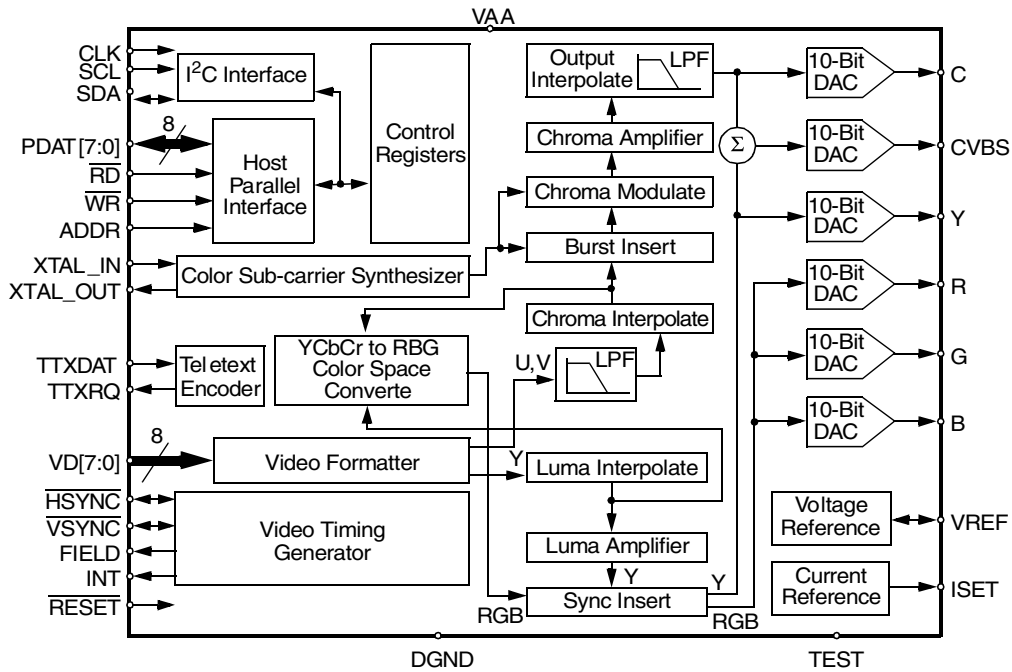 VAA
CLK
SCL
SDA
I²C Interface
PDAT[7:0]
8
RD
WR
ADDR
Host
Parallel
Interface
Control
Registers
XTAL_IN
XTAL_OUT
Color Sub-carrier Synthesizer
TTXDAT
TTXRQ
Teletext
Encoder
YCbCr to RBG
Color Space
Converte
VD[7:0]
8
Video Formatter
HSYNC
VSYNC
FIELD
INT
RESET
Video Timing
Generator
Output
Interpolate
LPF
Chroma Amplifier
Chroma Modulate
Burst Insert
Chroma Interpolate
U,V
LPF
Y
Luma Interpolate
Luma Amplifier
Y
Sync Insert
RGB
Y
RGB
Σ
10-Bit
DAC
C
10-Bit
DAC
CVBS
10-Bit
DAC
Y
10-Bit
DAC
R
10-Bit
DAC
G
10-Bit
DAC
B
Voltage
Reference
VREF
Current
Reference
ISET
DGND
TEST